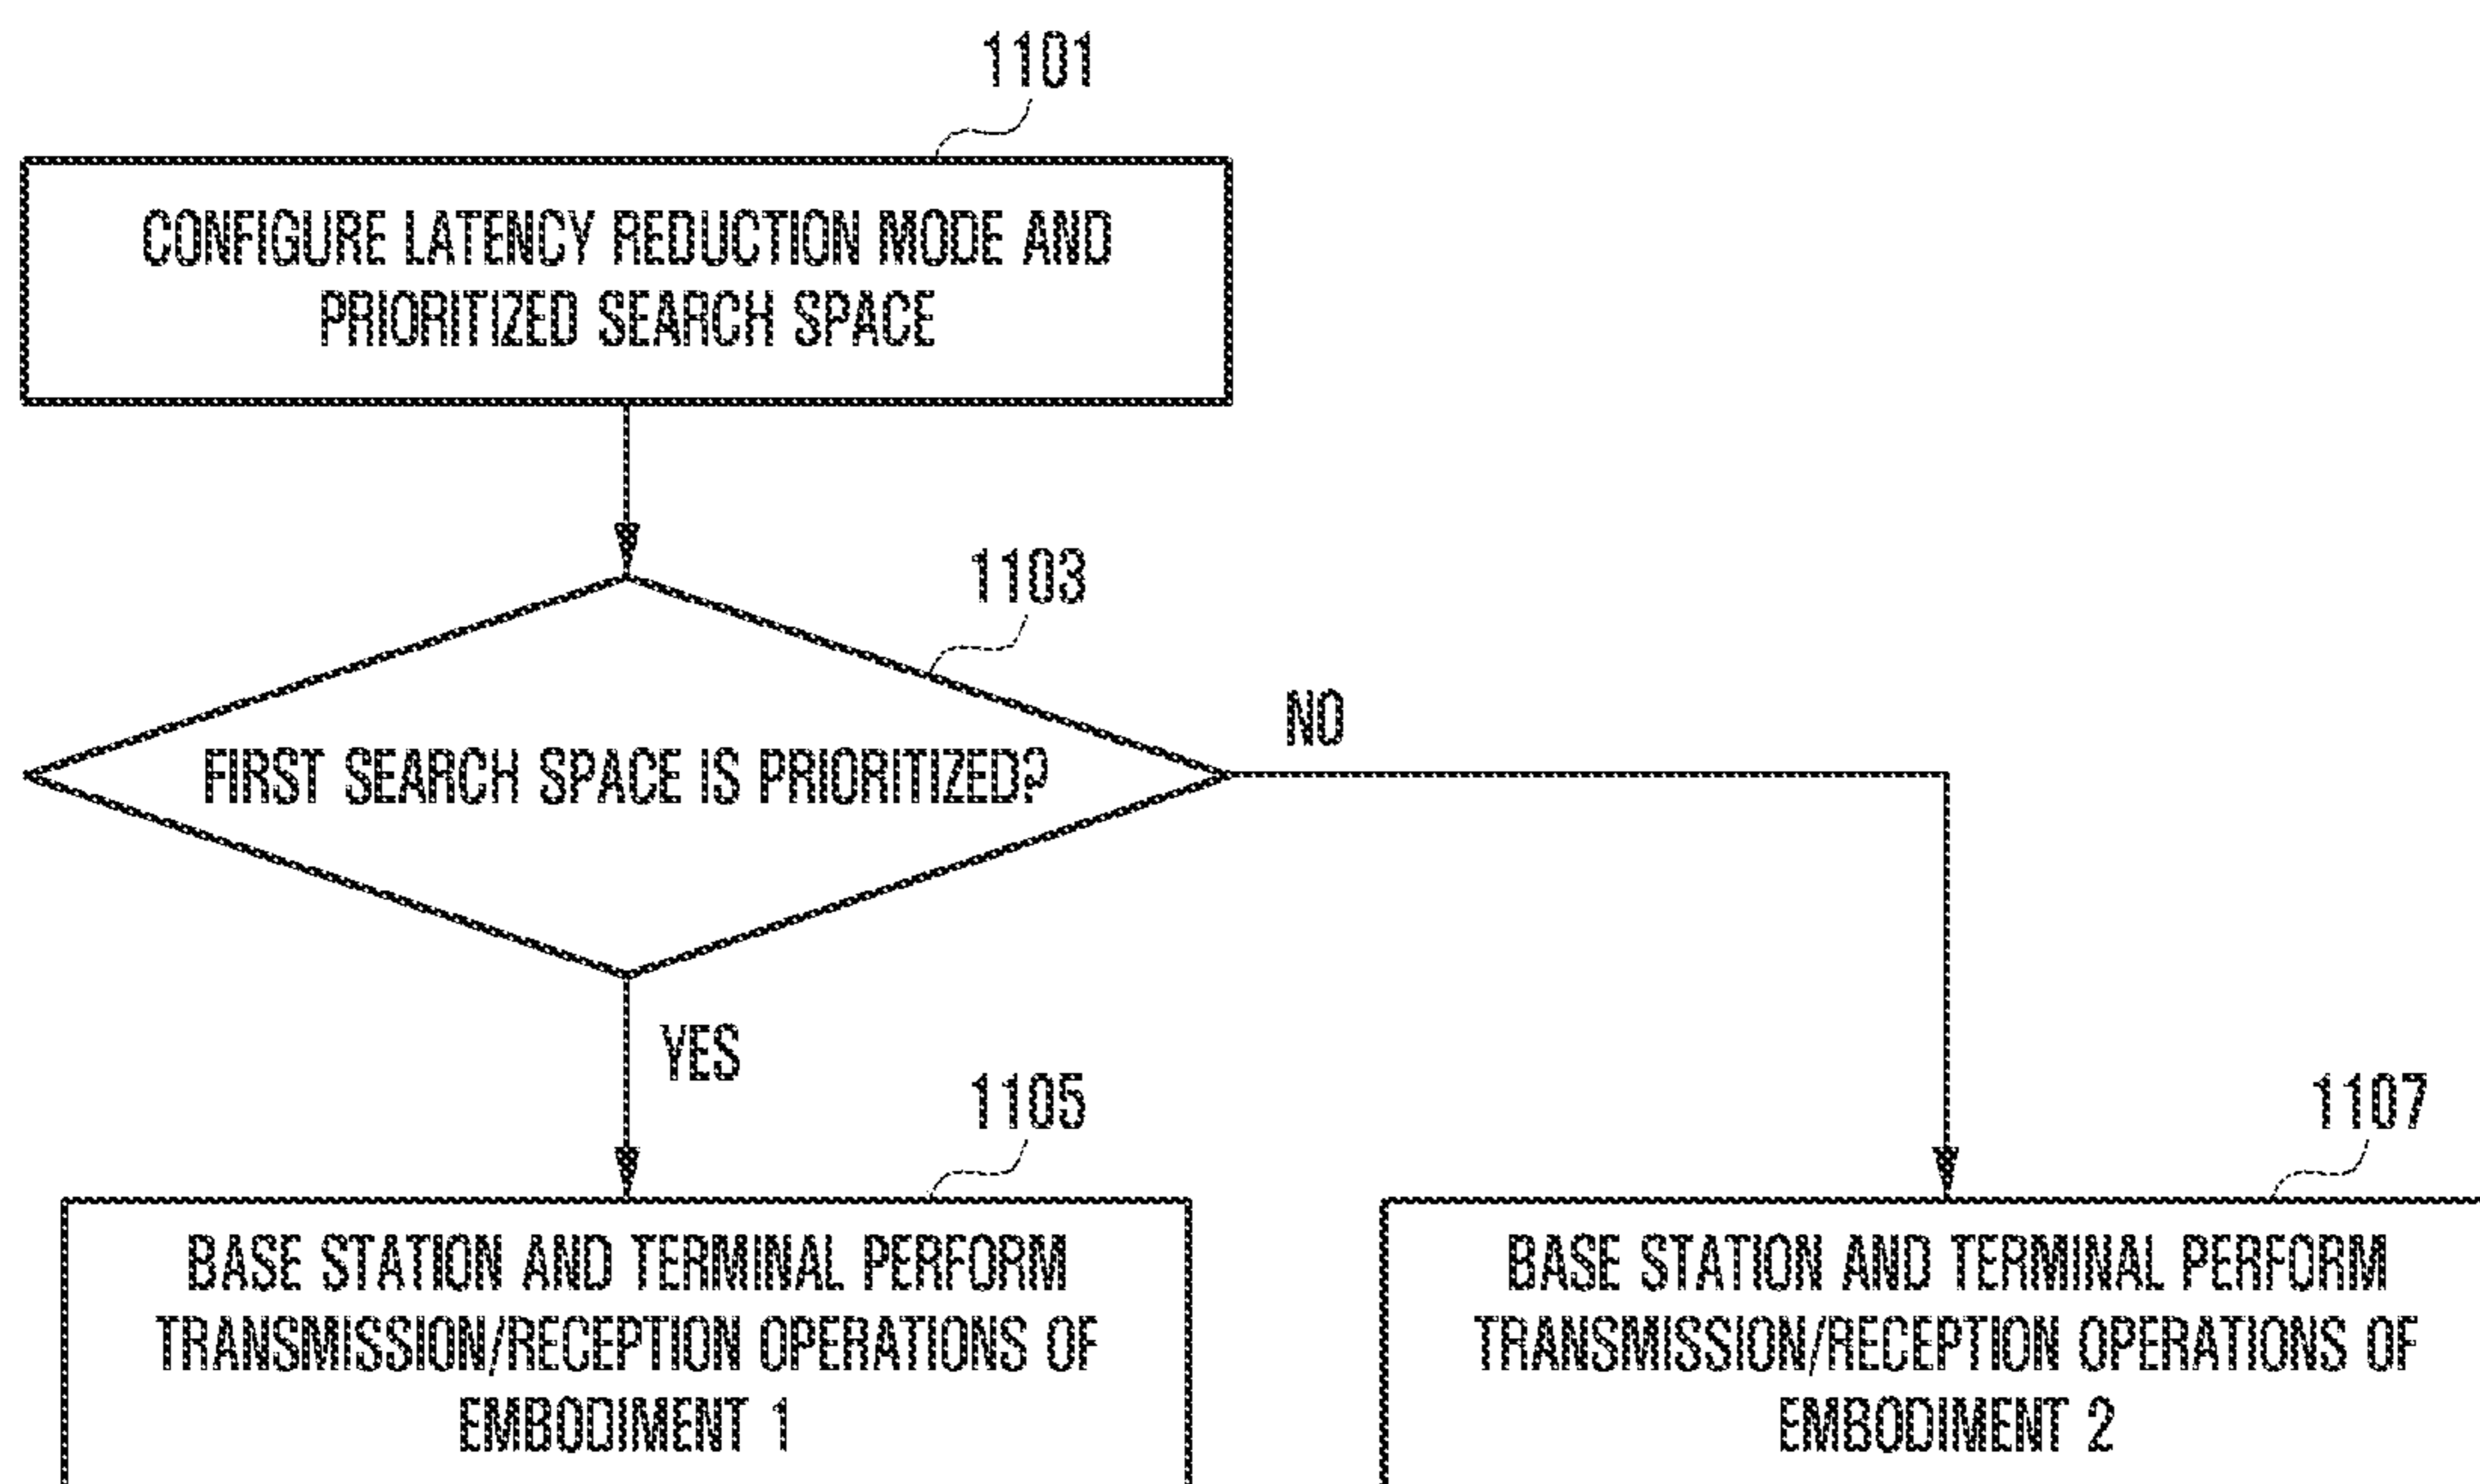 1101
CONFIGURE LATENCY REDUCTION MODE AND
PRIORITIZED SEARCH SPACE
1103
FIRST SEARCH SPACE IS PRIORITIZED?
NO
YES
1105
BASE STATION AND TERMINAL PERFORM
TRANSMISSION/RECEPTION OPERATIONS OF
EMBODIMENT 1
1107
BASE STATION AND TERMINAL PERFORM
TRANSMISSION/RECEPTION OPERATIONS OF
EMBODIMENT 2